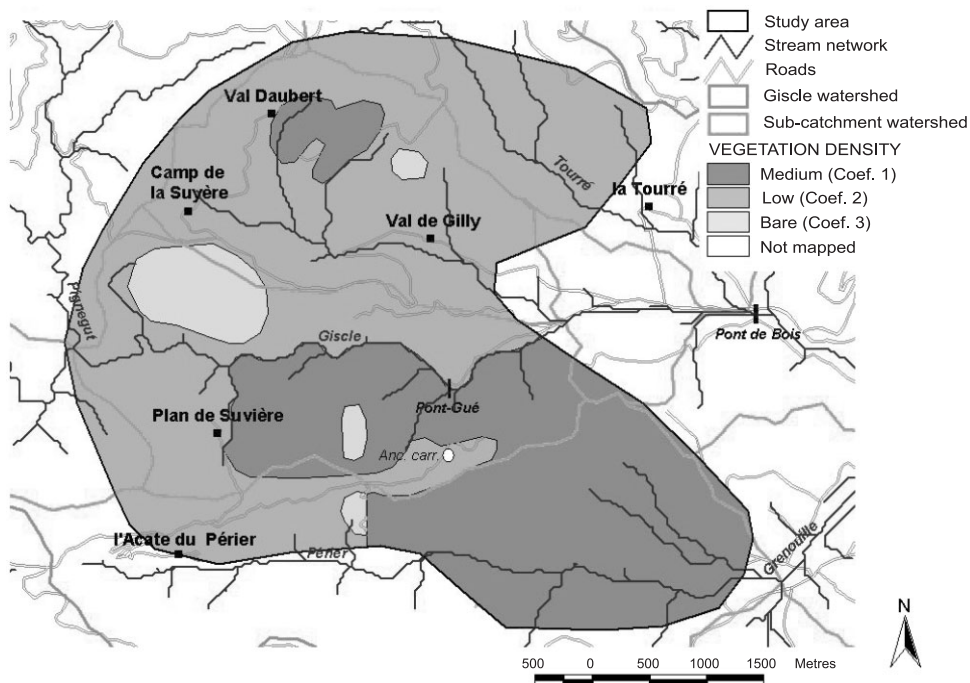 Study area
Stream network
Roads
Giscle watershed
Sub-catchment watershed
VEGETATION DENSITY
Medium (Coef. 1)
Low (Coef. 2)
Bare (Coef. 3)
Not mapped
Val Daubert
Camp de
la Suyère
Tourré
la Tourré
Val de Gilly
Pignegut
Giscle
Pont de Bois
Pont-Gué
Plan de Suvière
Anc. carr.
l'Acate du Périer
Périer
Grenouille
N
500 0 500 1000 1500 Metres